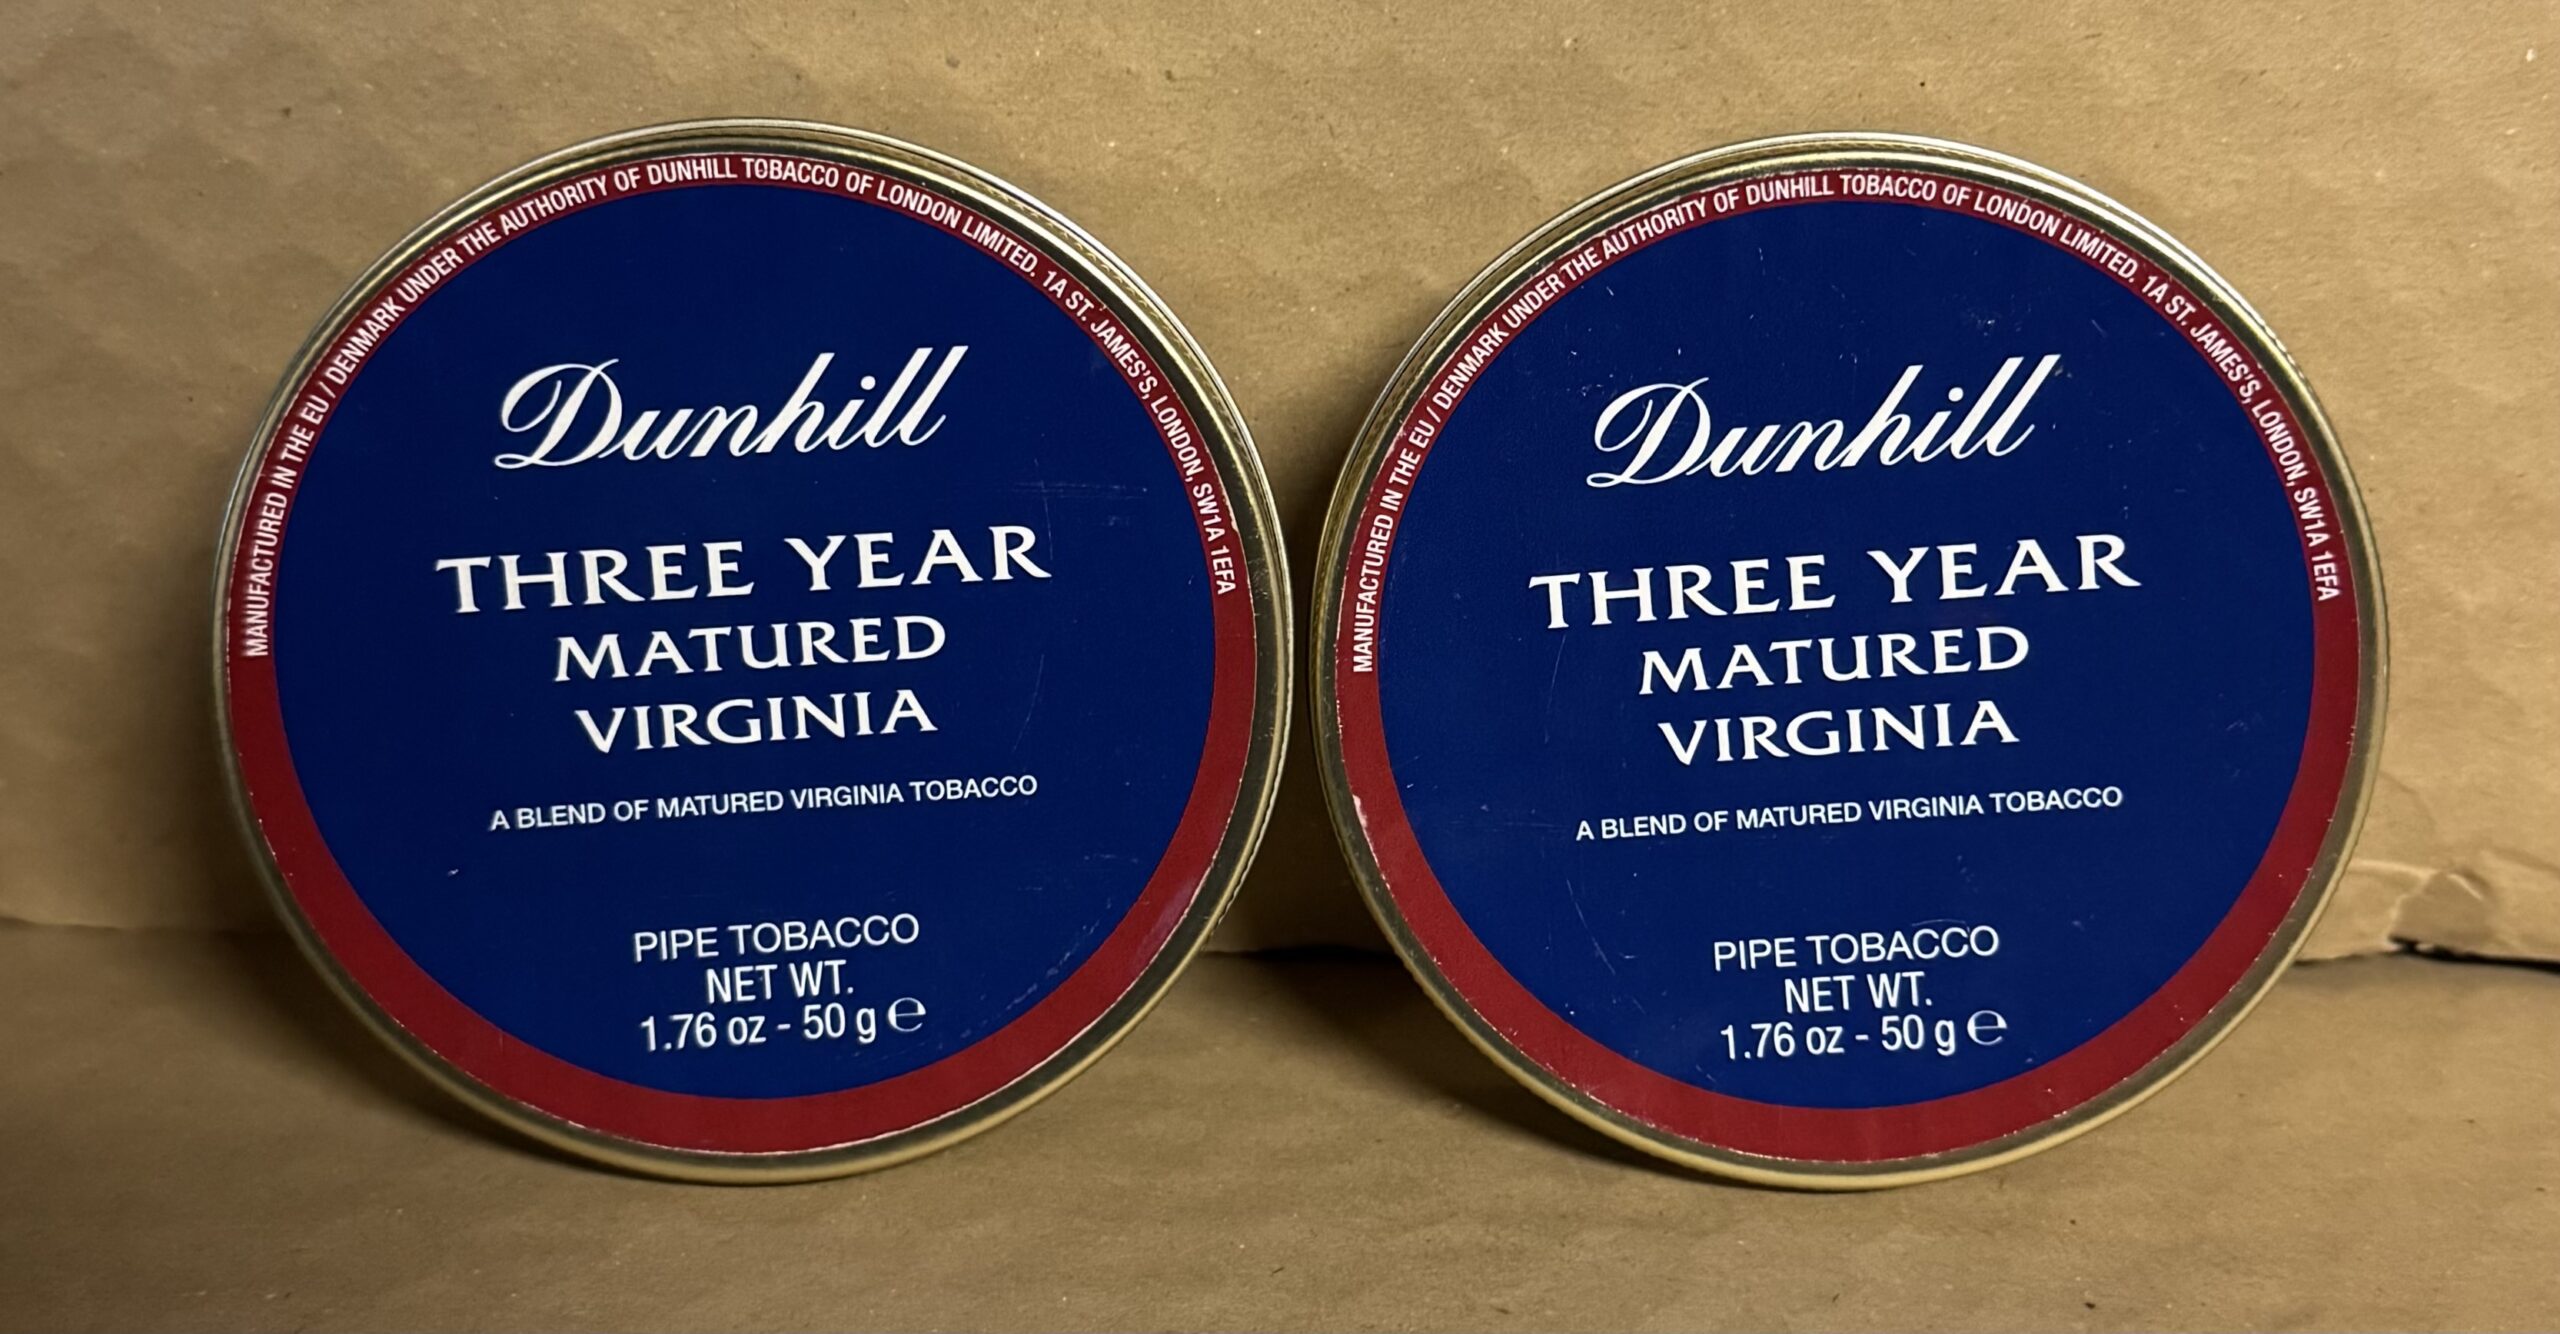 MANUFACTURED IN THE EU / DENMARK UNDER THE AUTHORITY OF DUNHILL TOBACCO OF LONDON LIMITED. 1A ST. JAMES'S, LONDON, SW1A 1EFA
Dunhill
THREE YEAR
MATURED
VIRGINIA
A BLEND OF MATURED VIRGINIA TOBACCO
PIPE TOBACCO
NET WT.
1.76 oz - 50 g ℮
MANUFACTURED IN THE EU / DENMARK UNDER THE AUTHORITY OF DUNHILL TOBACCO OF LONDON LIMITED. 1A ST. JAMES'S, LONDON, SW1A 1EFA
Dunhill
THREE YEAR
MATURED
VIRGINIA
A BLEND OF MATURED VIRGINIA TOBACCO
PIPE TOBACCO
NET WT.
1.76 oz - 50 g ℮